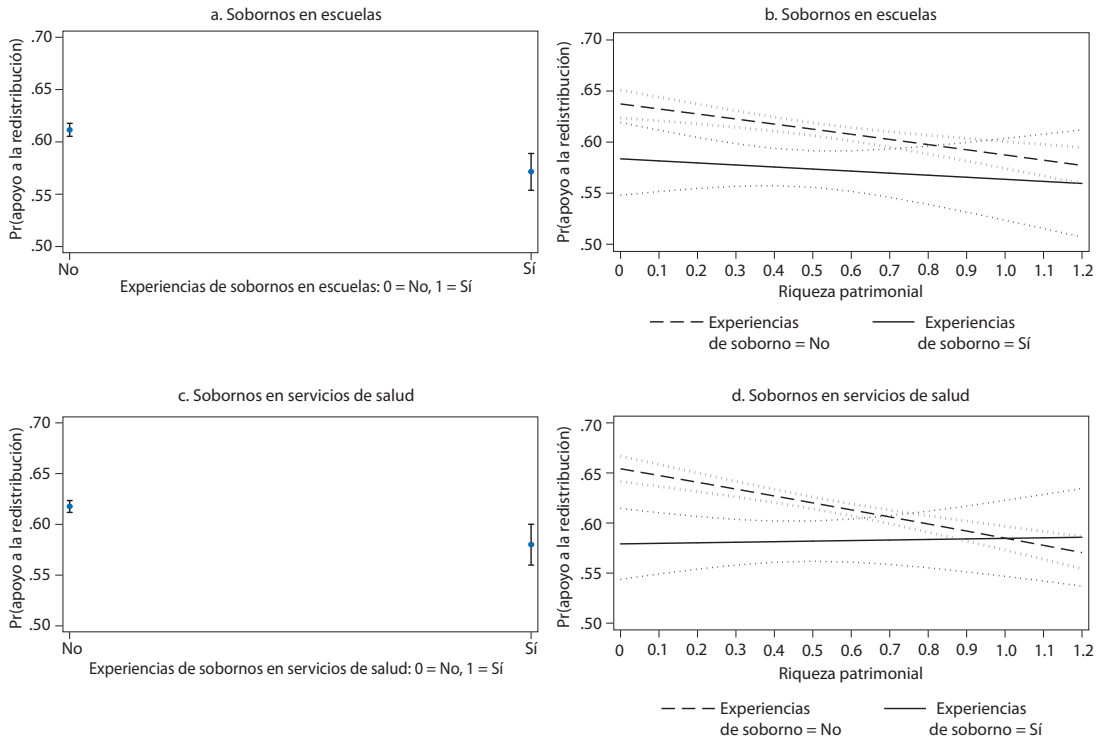 a. Sobornos en escuelas
Pr(apoyo a la redistribución)
.70
.65
.60
.55
.50
No
Sí
Experiencias de sobornos en escuelas: 0 = No, 1 = Sí
b. Sobornos en escuelas
Pr(apoyo a la redistribución)
.70
.65
.60
.55
.50
0 0.1 0.2 0.3 0.4 0.5 0.6 0.7 0.8 0.9 1.0 1.1 1.2
Riqueza patrimonial
Experiencias
de soborno = No
Experiencias
de soborno = Sí
c. Sobornos en servicios de salud
Pr(apoyo a la redistribución)
.70
.65
.60
.55
.50
No
Sí
Experiencias de sobornos en servicios de salud: 0 = No, 1 = Sí
d. Sobornos en servicios de salud
Pr(apoyo a la redistribución)
.70
.65
.60
.55
.50
0 0.1 0.2 0.3 0.4 0.5 0.6 0.7 0.8 0.9 1.0 1.1 1.2
Riqueza patrimonial
Experiencias
de soborno = No
Experiencias
de soborno = Sí